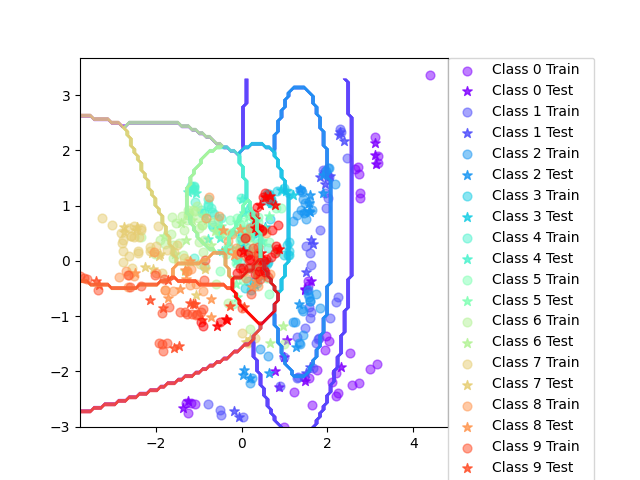 3
2
1
0
−1
−2
−3
−2
0
2
4
Class 0 Train
Class 0 Test
Class 1 Train
Class 1 Test
Class 2 Train
Class 2 Test
Class 3 Train
Class 3 Test
Class 4 Train
Class 4 Test
Class 5 Train
Class 5 Test
Class 6 Train
Class 6 Test
Class 7 Train
Class 7 Test
Class 8 Train
Class 8 Test
Class 9 Train
Class 9 Test